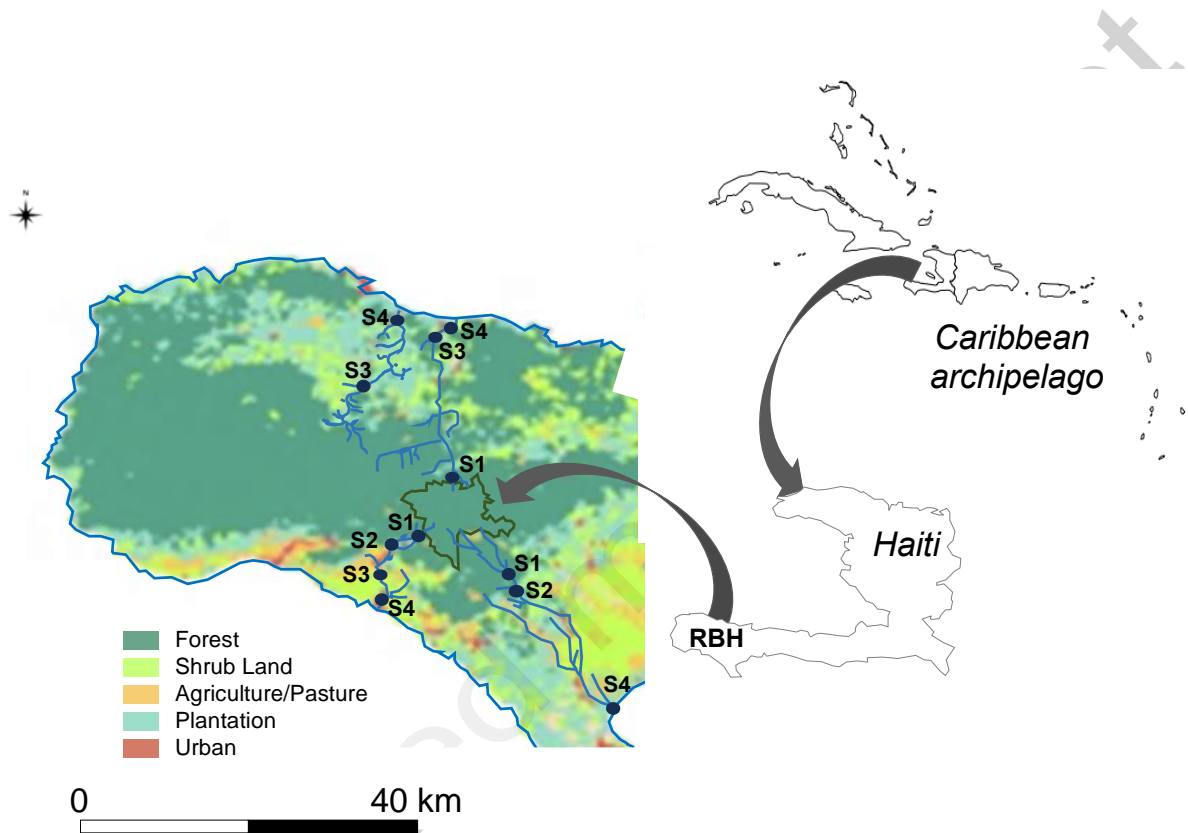 N
Caribbean
archipelago
S4
S4
S3
S3
S1
Haiti
S1
S2
S1
S3
S2
S4
RBH
S4
Forest
Shrub Land
Agriculture/Pasture
Plantation
Urban
0 40 km